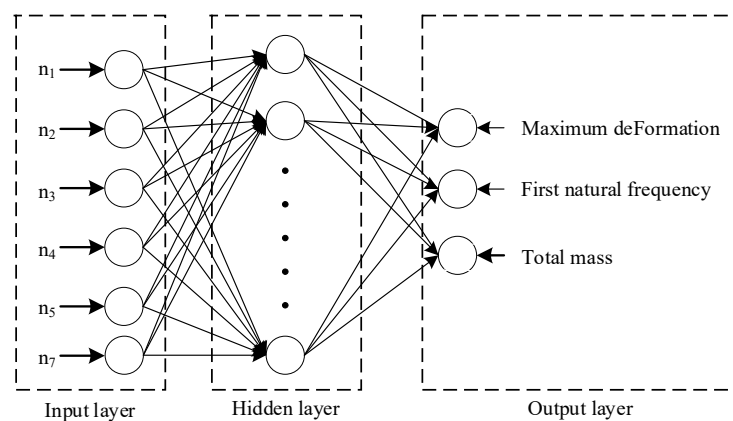 n1
n2
n3
n4
n5
n7
Maximum deFormation
First natural frequency
Total mass
Input layer
Hidden layer
Output layer